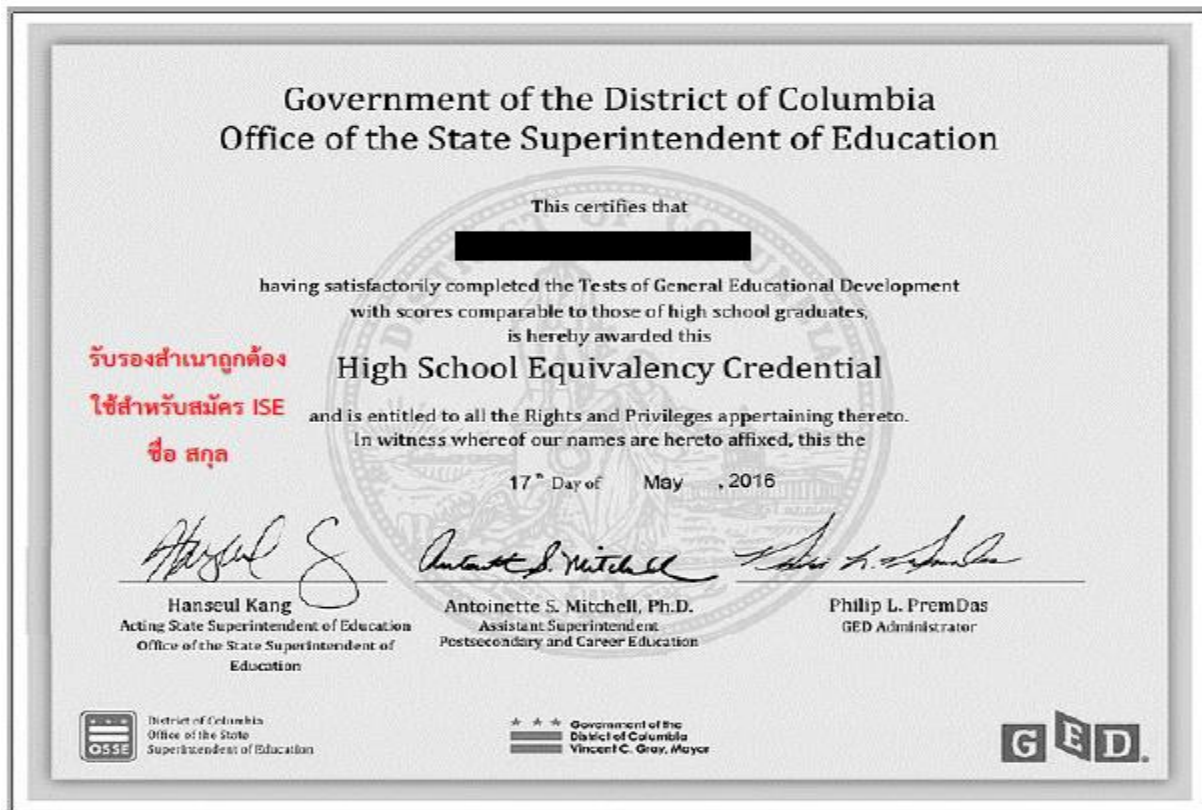 Government of the District of Columbia
Office of the State Superintendent of Education
This certifies that
having satisfactorily completed the Tests of General Educational Development
with scores comparable to those of high school graduates,
is hereby awarded this
High School Equivalency Credential
รับรองสำเนาถูกต้อง
ใช้สำหรับสมัคร ISE
ชื่อ สกุล
and is entitled to all the Rights and Privileges appertaining thereto.
In witness whereof our names are hereto affixed, this the
17th Day of May , 2016
Hanseul Kang
Acting State Superintendent of Education
Office of the State Superintendent of
Education
Antoinette S. Mitchell
Antoinette S. Mitchell, Ph.D.
Assistant Superintendent
Postsecondary and Career Education
Philip L. PremDas
GED Administrator
OSSE
District of Columbia
Office of the State
Superintendent of Education
Government of the
District of Columbia
Vincent C. Gray, Mayor
GED.